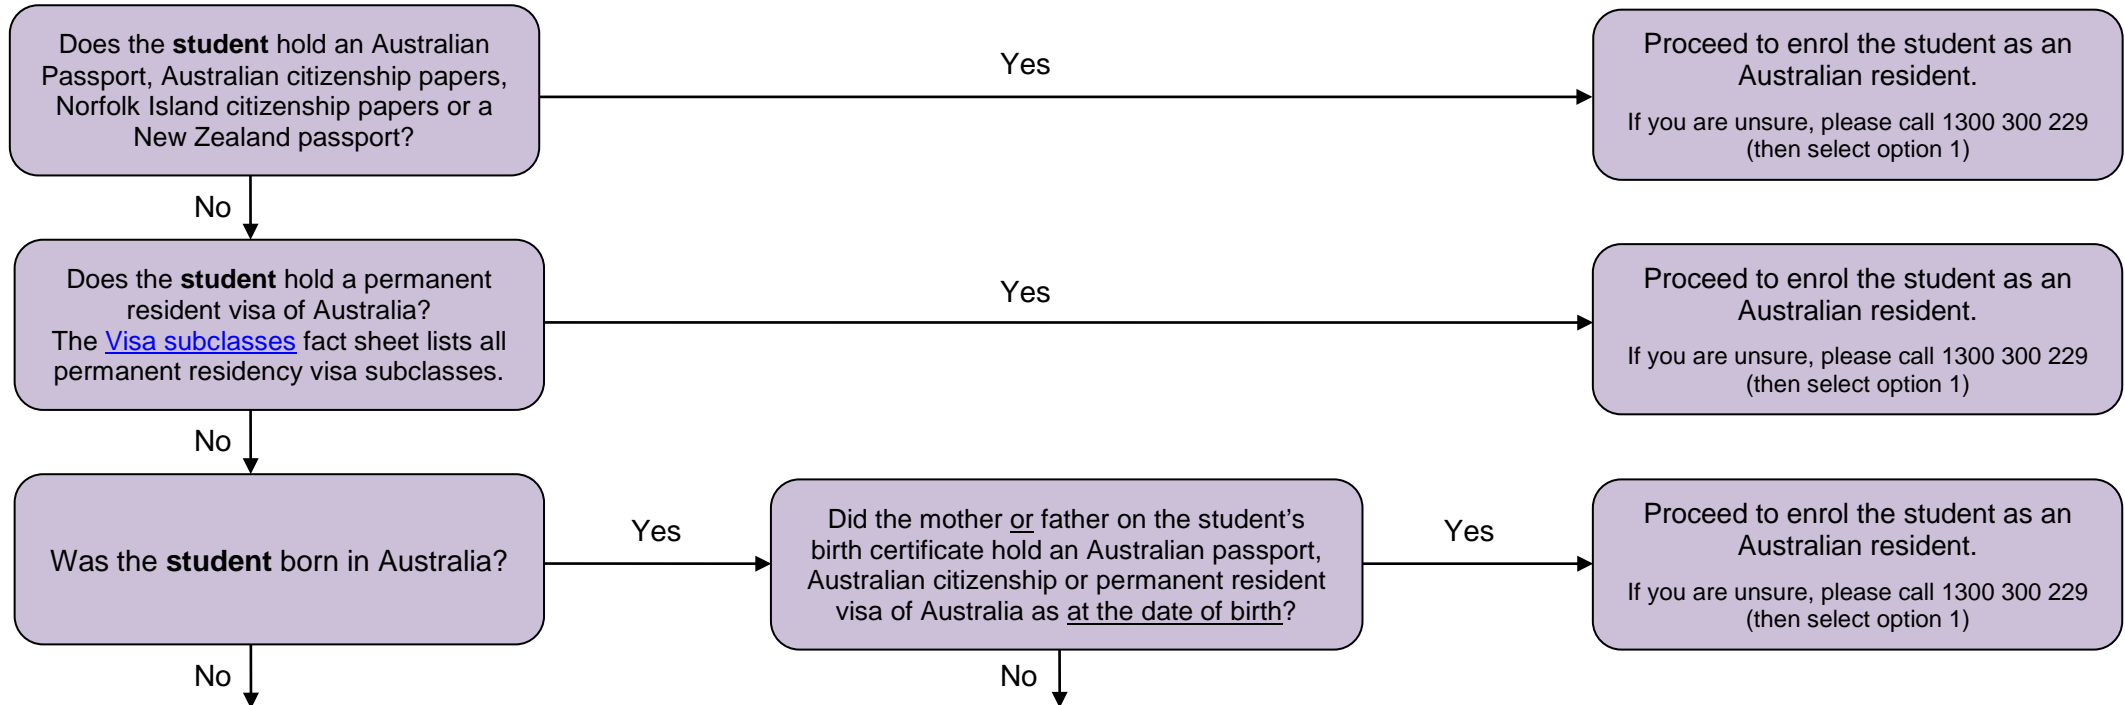 Does the student hold an Australian
Passport, Australian citizenship papers,
Norfolk Island citizenship papers or a
New Zealand passport?
Yes
Proceed to enrol the student as an
Australian resident.
If you are unsure, please call 1300 300 229
(then select option 1)
No
Does the student hold a permanent
resident visa of Australia?
The Visa subclasses fact sheet lists all
permanent residency visa subclasses.
Yes
Proceed to enrol the student as an
Australian resident.
If you are unsure, please call 1300 300 229
(then select option 1)
No
Was the student born in Australia?
Yes
Did the mother or father on the student’s
birth certificate hold an Australian passport,
Australian citizenship or permanent resident
visa of Australia as at the date of birth?
Yes
Proceed to enrol the student as an
Australian resident.
If you are unsure, please call 1300 300 229
(then select option 1)
No
No